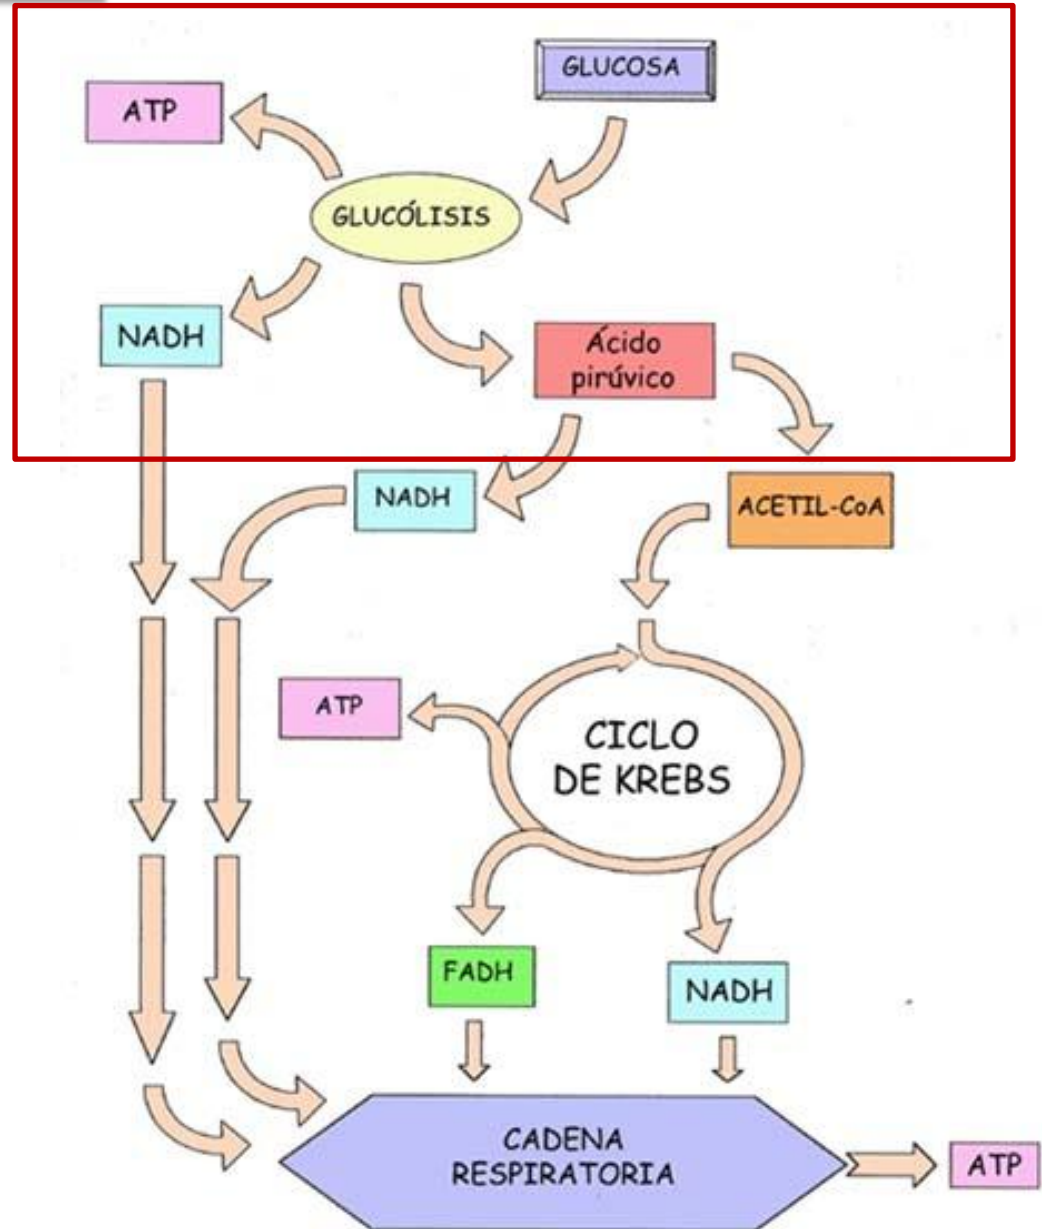 GLUCOSA
ATP
GLUCÓLISIS
NADH
Ácido
pirúvico
NADH
ACETIL-CoA
ATP
CICLO
DE KREBS
FADH
NADH
CADENA
RESPIRATORIA
ATP